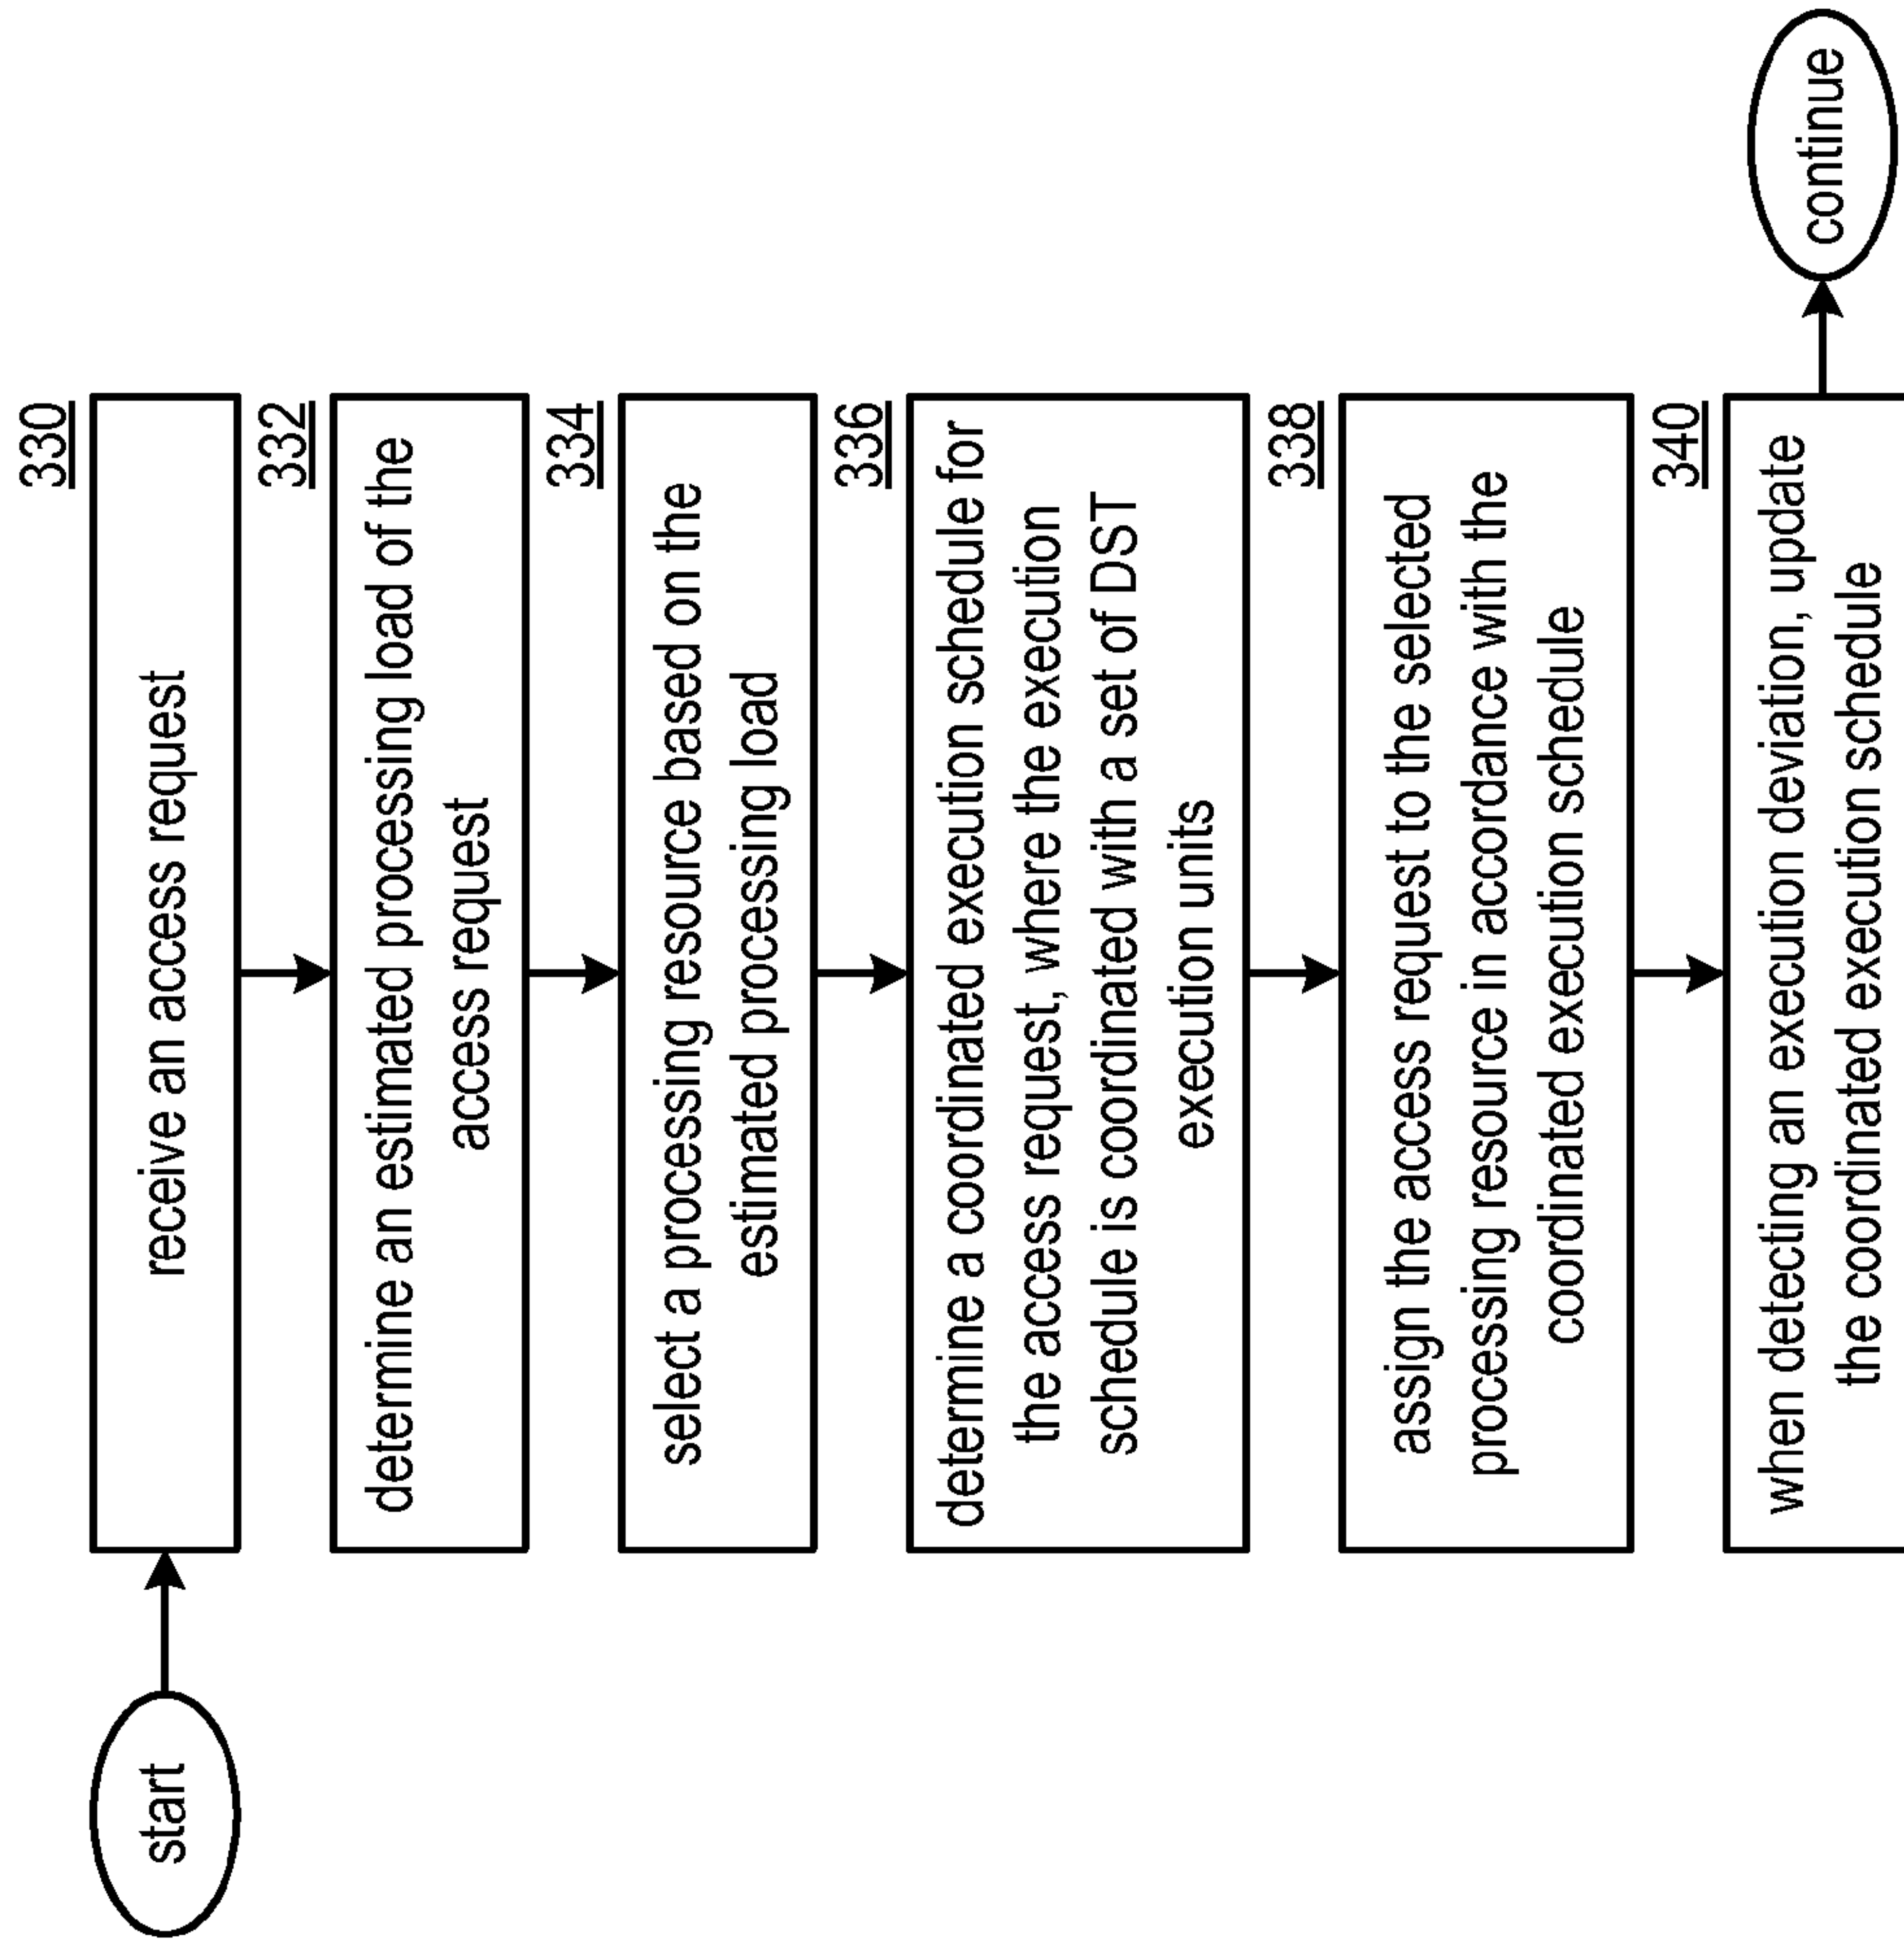 start
330
receive an access request
332
determine an estimated processing load of the
access request
334
select a processing resource based on the
estimated processing load
336
determine a coordinated execution schedule for
the access request, where the execution
schedule is coordinated with a set of DST
execution units
338
assign the access request to the selected
processing resource in accordance with the
coordinated execution schedule
340
when detecting an execution deviation, update
the coordinated execution schedule
continue